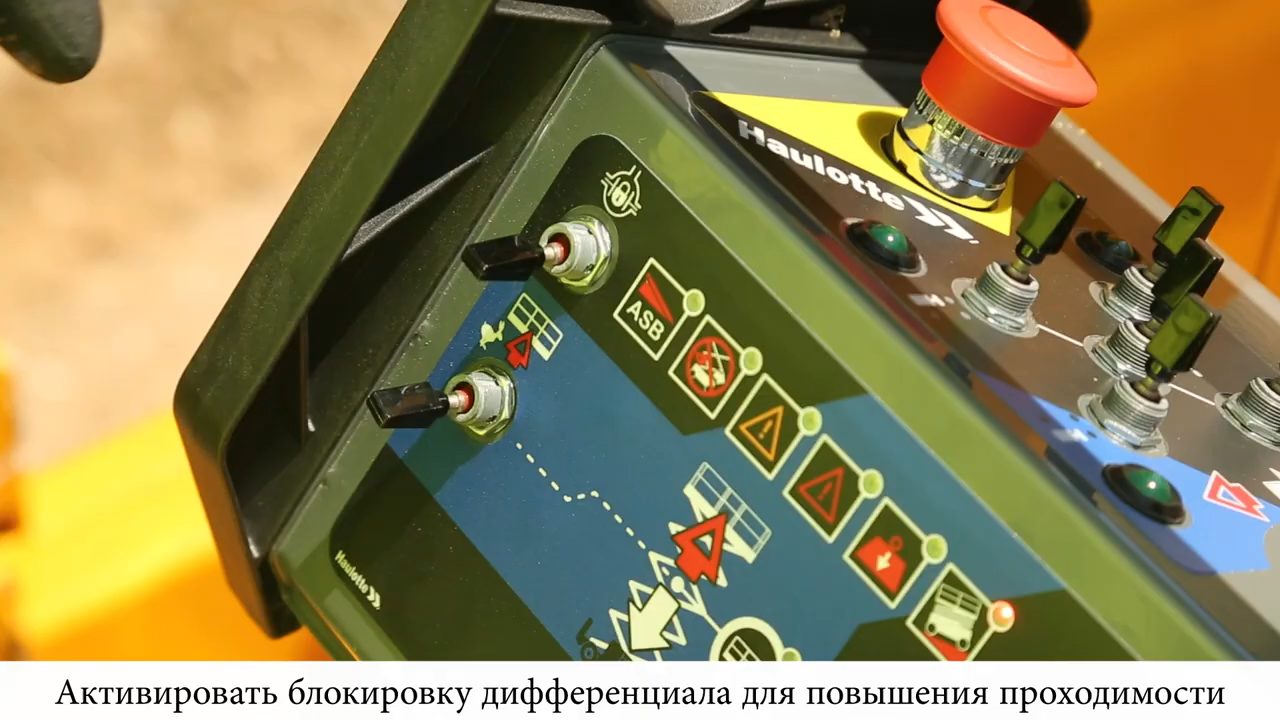 Haulotte
ASB
Haulotte
Активировать блокировку дифференциала для повышения проходимости